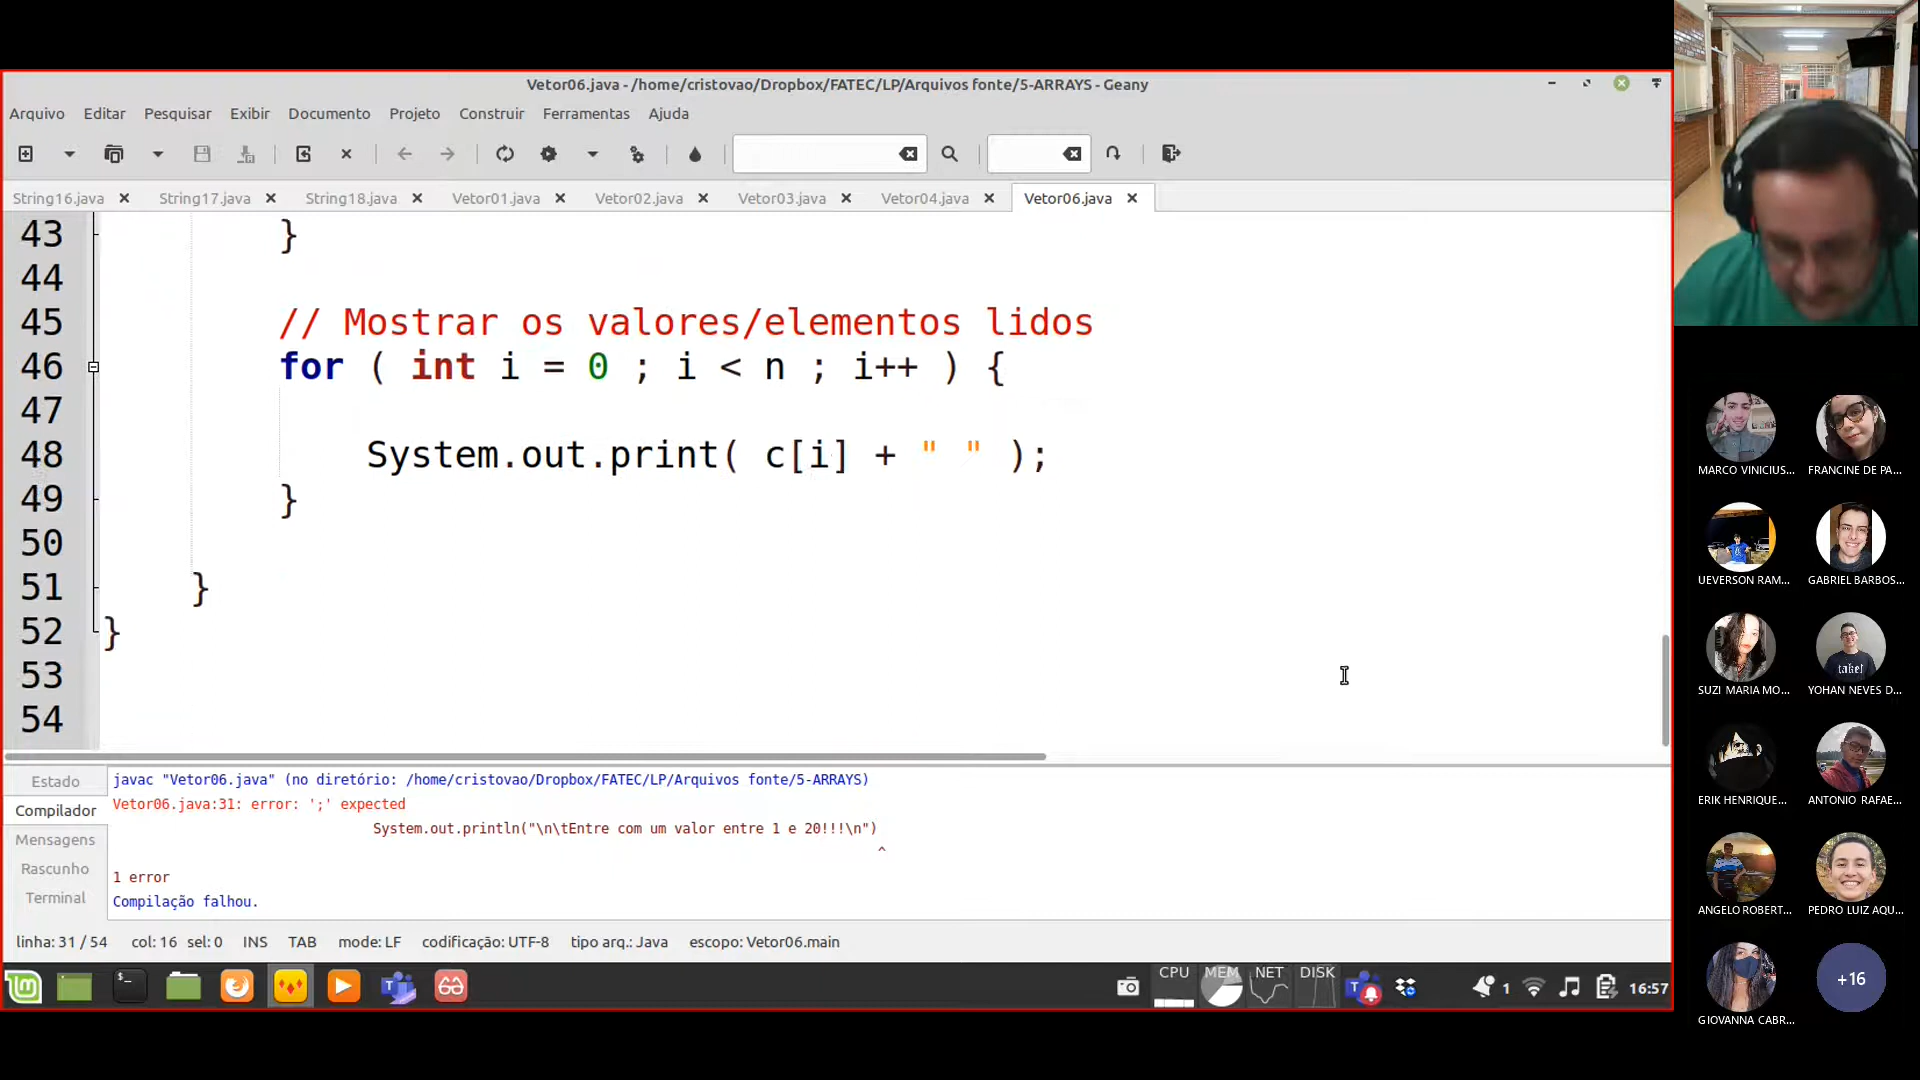 Vetor06.java - /home/cristovao/Dropbox/FATEC/LP/Arquivos fonte/5-ARRAYS - Geany
Arquivo Editar Pesquisar Exibir Documento Projeto Construir Ferramentas Ajuda
String16.java String17.java String18.java Vetor01.java Vetor02.java Vetor03.java Vetor04.java Vetor06.java
43 }
44
45 // Mostrar os valores/elementos lidos
46 for ( int i = 0 ; i < n ; i++ ) {
47
48 System.out.print( c[i] + " " );
49 }
50
51 }
52 }
53
54
Estado
Compilador
Mensagens
Rascunho
Terminal
javac "Vetor06.java" (no diretório: /home/cristovao/Dropbox/FATEC/LP/Arquivos fonte/5-ARRAYS)
Vetor06.java:31: error: ';' expected
System.out.println("\n\tEntre com um valor entre 1 e 20!!!\n")
^
1 error
Compilação falhou.
linha: 31 / 54 col: 16 sel: 0 INS TAB mode: LF codificação: UTF-8 tipo arq.: Java escopo: Vetor06.main
CPU MEM NET DISK 1 16:57
MARCO VINICIUS... FRANCINE DE PA...
UEVERSON RAM... GABRIEL BARBOS...
SUZI MARIA MO... YOHAN NEVES D...
takel
ERIK HENRIQUE... ANTONIO RAFAE...
ANGELO ROBERT... PEDRO LUIZ AQU...
GIOVANNA CABR... +16